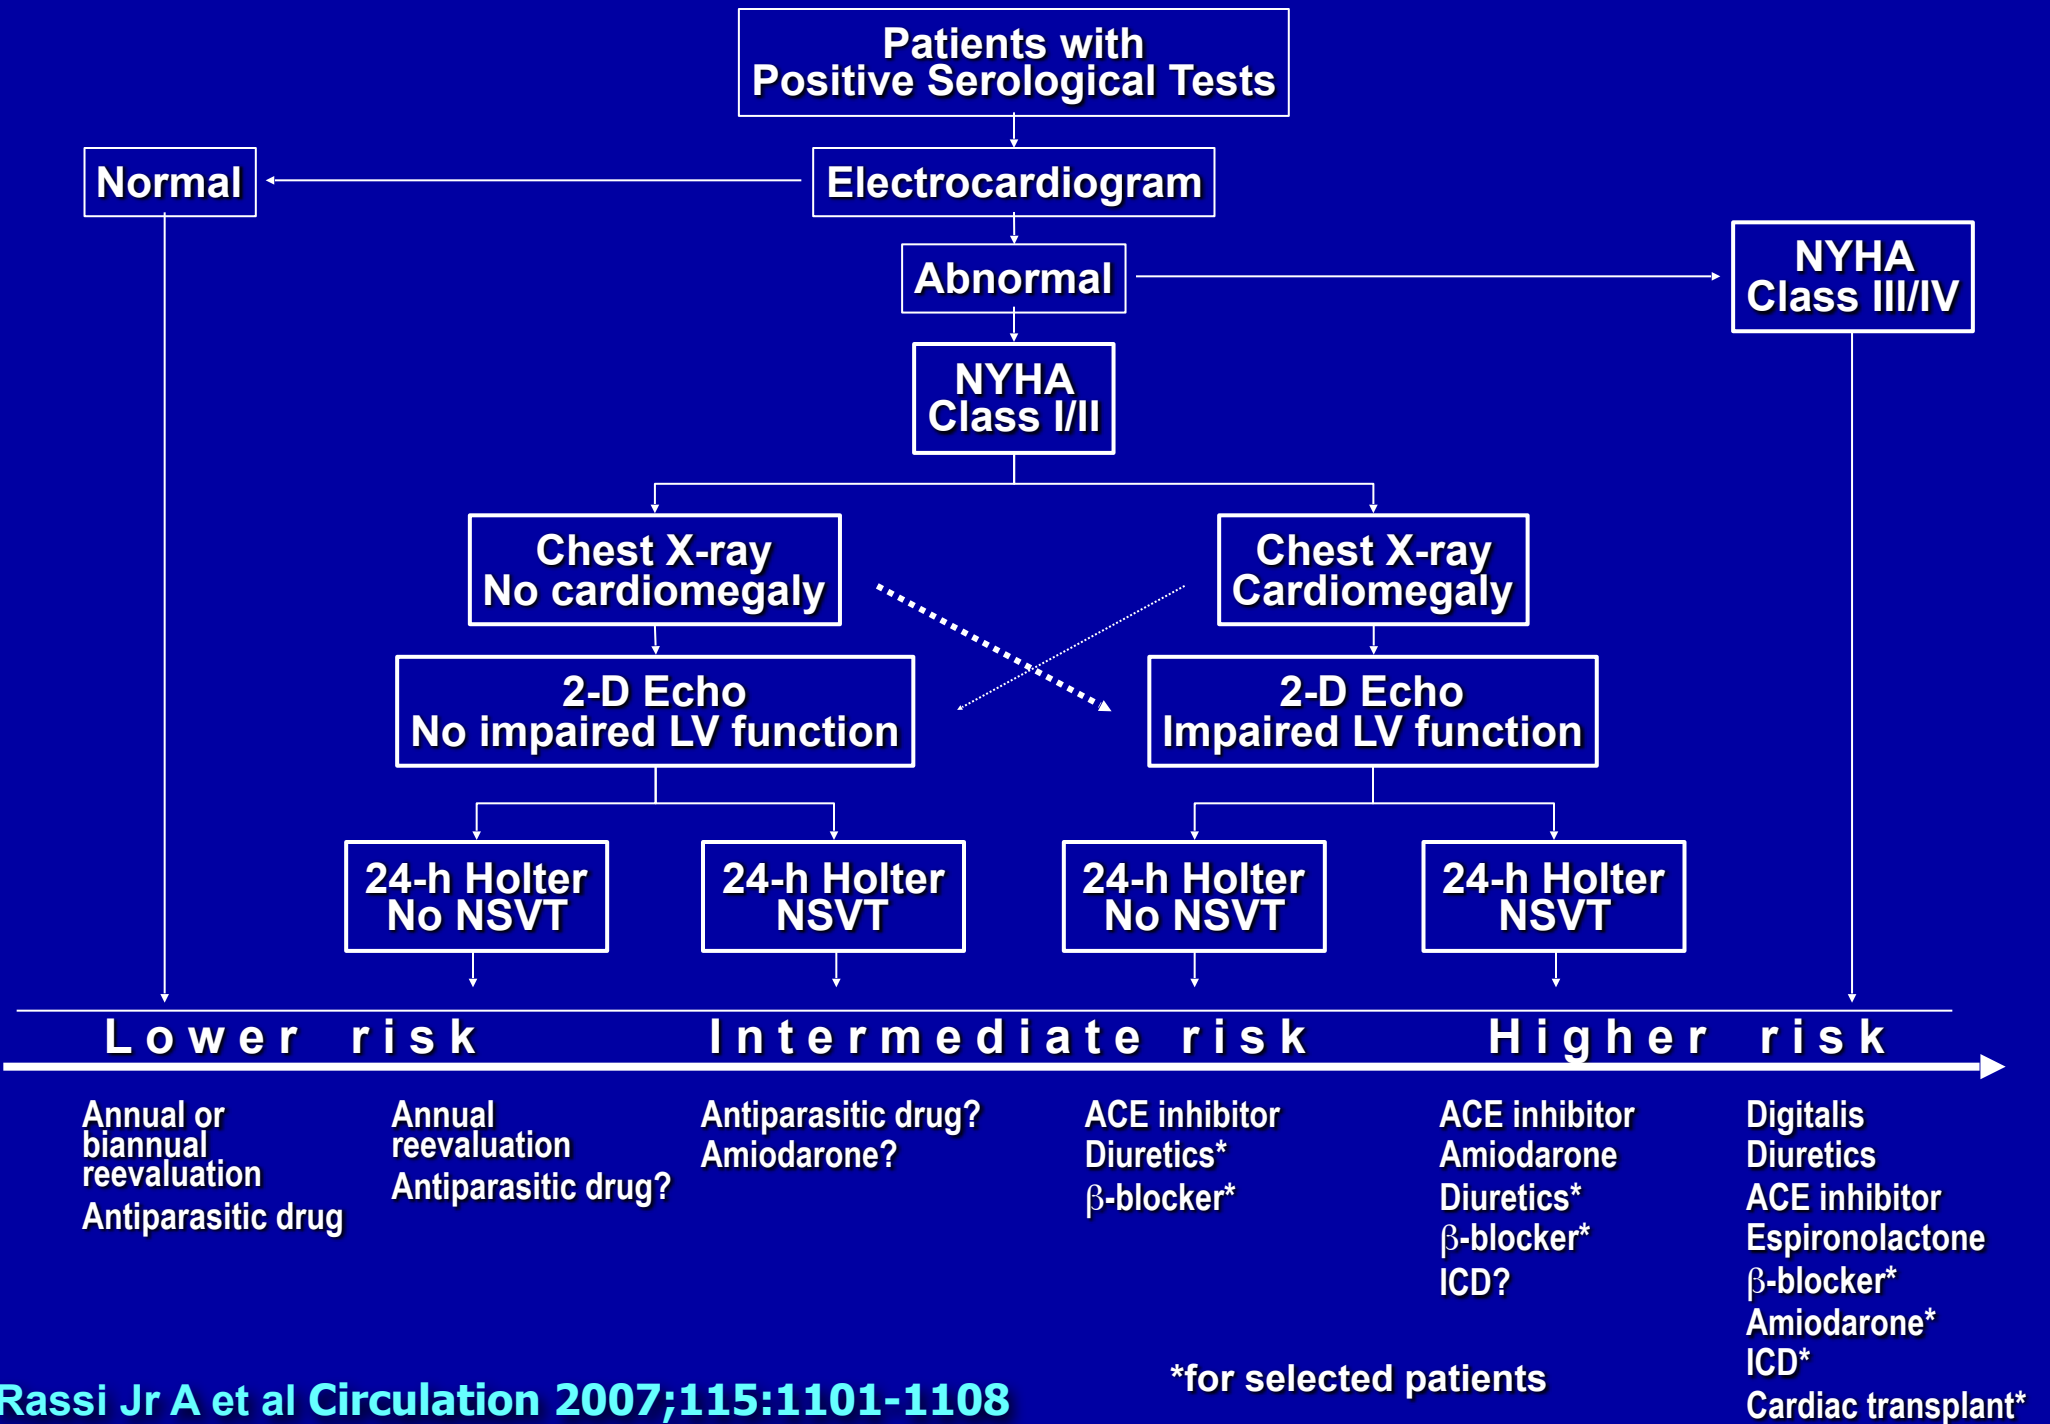 Patients with
Positive Serological Tests
Normal
Electrocardiogram
Abnormal
NYHA
Class III/IV
NYHA
Class I/II
Chest X-ray
No cardiomegaly
Chest X-ray
Cardiomegaly
2-D Echo
No impaired LV function
2-D Echo
Impaired LV function
24-h Holter
No NSVT
24-h Holter
NSVT
24-h Holter
No NSVT
24-h Holter
NSVT
Lower risk
Intermediate risk
Higher risk
Annual or
biannual
reevaluation
Antiparasitic drug
Annual
reevaluation
Antiparasitic drug?
Antiparasitic drug?
Amiodarone?
ACE inhibitor
Diuretics*
β-blocker*
ACE inhibitor
Amiodarone
Diuretics*
β-blocker*
ICD?
Digitalis
Diuretics
ACE inhibitor
Espironolactone
β-blocker*
Amiodarone*
ICD*
Cardiac transplant*
*for selected patients
Rassi Jr A et al Circulation 2007;115:1101-1108